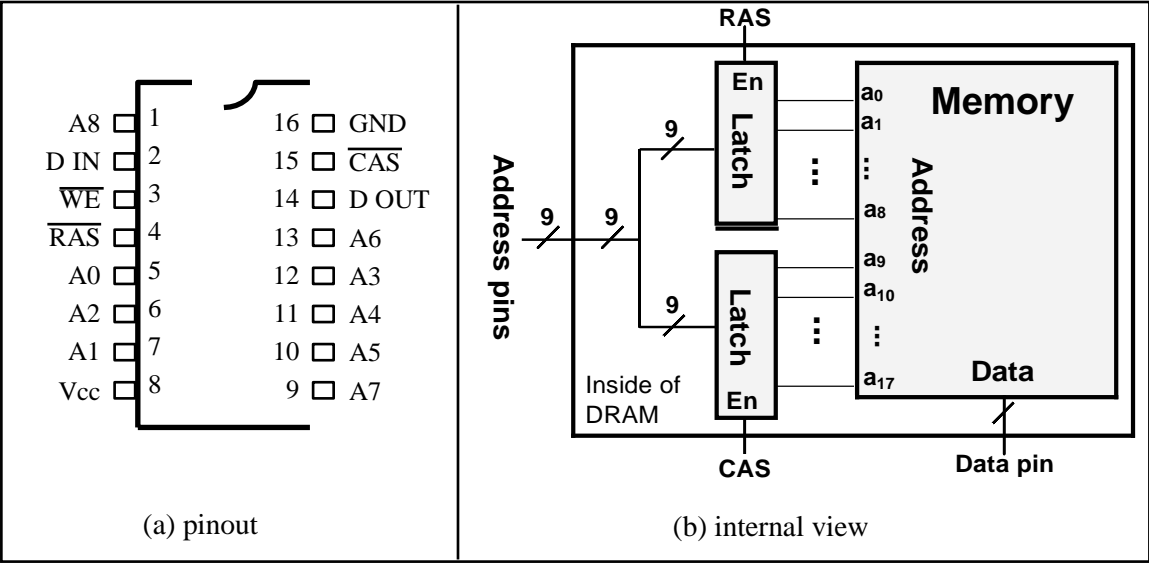 A8 1 16 GND
D IN 2 15 CAS
WE 3 14 D OUT
RAS 4 13 A6
A0 5 12 A3
A2 6 11 A4
A1 7 10 A5
Vcc 8 9 A7
(a) pinout
RAS
En
Latch
9
Address pins
9
9
9
Latch
En
CAS
Inside of
DRAM
a0
a1
...
...
a8
a9
a10
...
...
a17
Memory
Address
Data
Data pin
(b) internal view